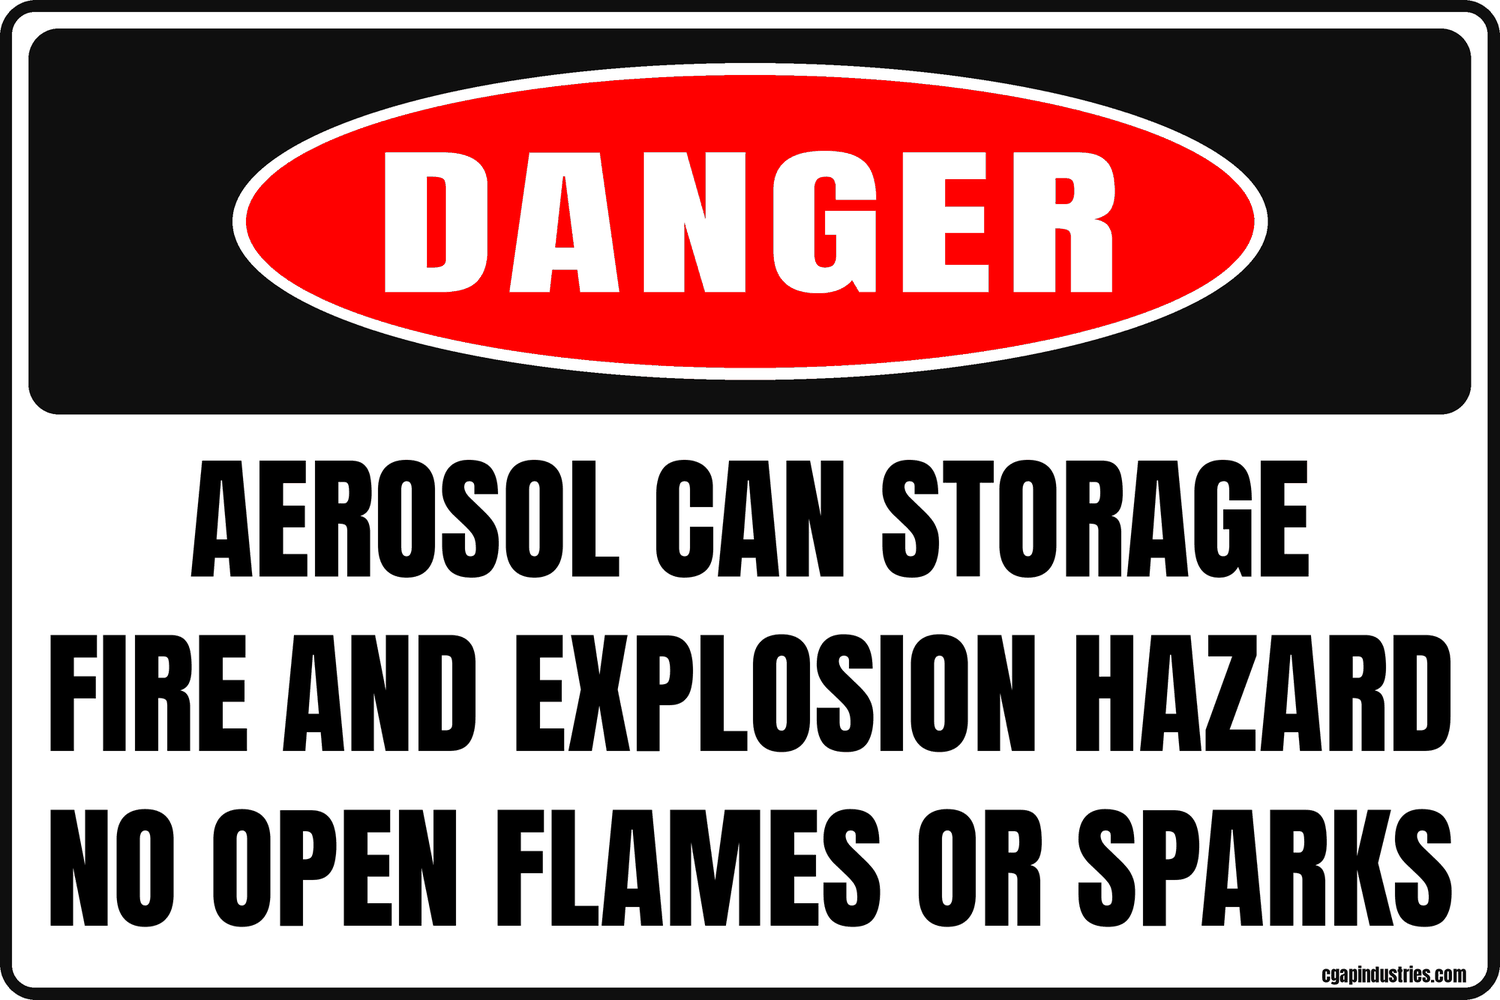 DANGER
AEROSOL CAN STORAGE
FIRE AND EXPLOSION HAZARD
NO OPEN FLAMES OR SPARKS
cgapindustries.com